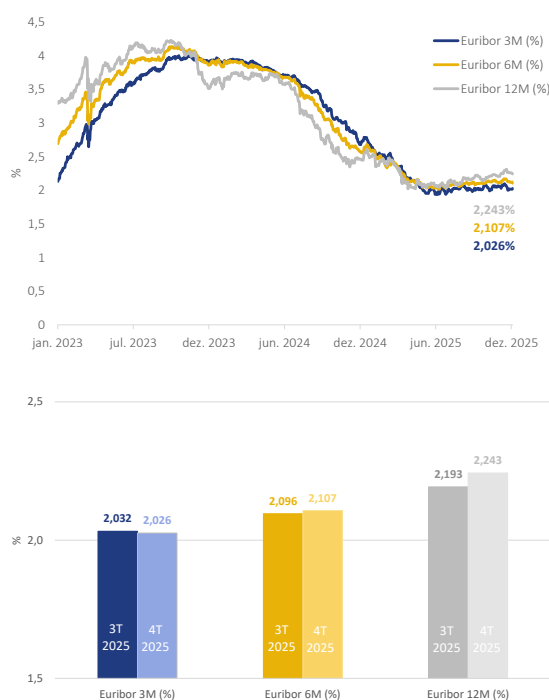 4,5
4
3,5
3
2,5
2
1,5
1
0,5
0
%
Euribor 3M (%)
Euribor 6M (%)
Euribor 12M (%)
2,243%
2,107%
2,026%
jan. 2023
jul. 2023
dez. 2023
jun. 2024
dez. 2024
jun. 2025
dez. 2025
2,5
2,0
1,5
%
2,032
2,026
2,096
2,107
2,193
2,243
3T
2025
4T
2025
3T
2025
4T
2025
3T
2025
4T
2025
Euribor 3M (%)
Euribor 6M (%)
Euribor 12M (%)